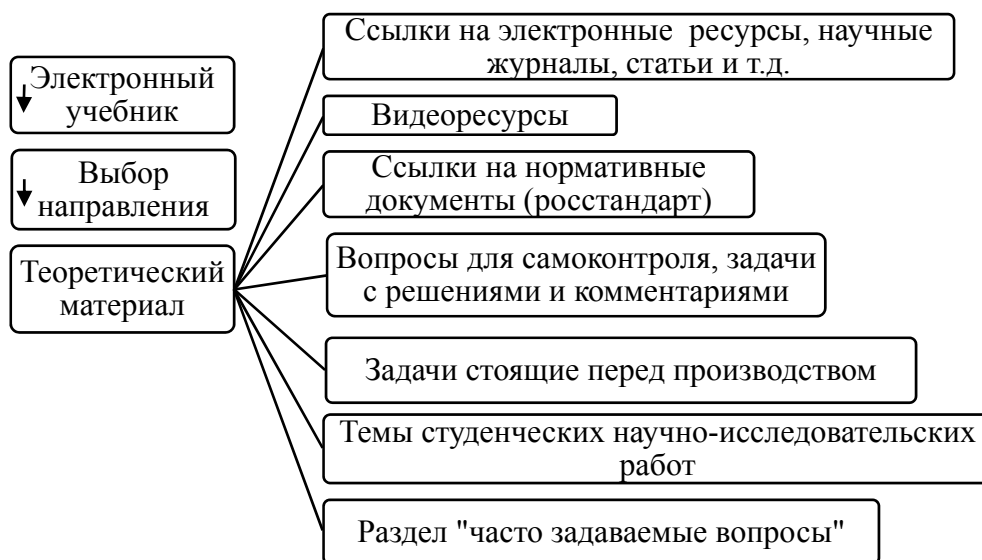 Электронный
учебник
Выбор
направления
Теоретический
материал
Ссылки на электронные  ресурсы, научные
журналы, статьи и т.д.
Видеоресурсы
Ссылки на нормативные
документы (росстандарт)
Вопросы для самоконтроля, задачи
с решениями и комментариями
Задачи стоящие перед производством
Темы студенческих научно-исследовательских
работ
Раздел "часто задаваемые вопросы"